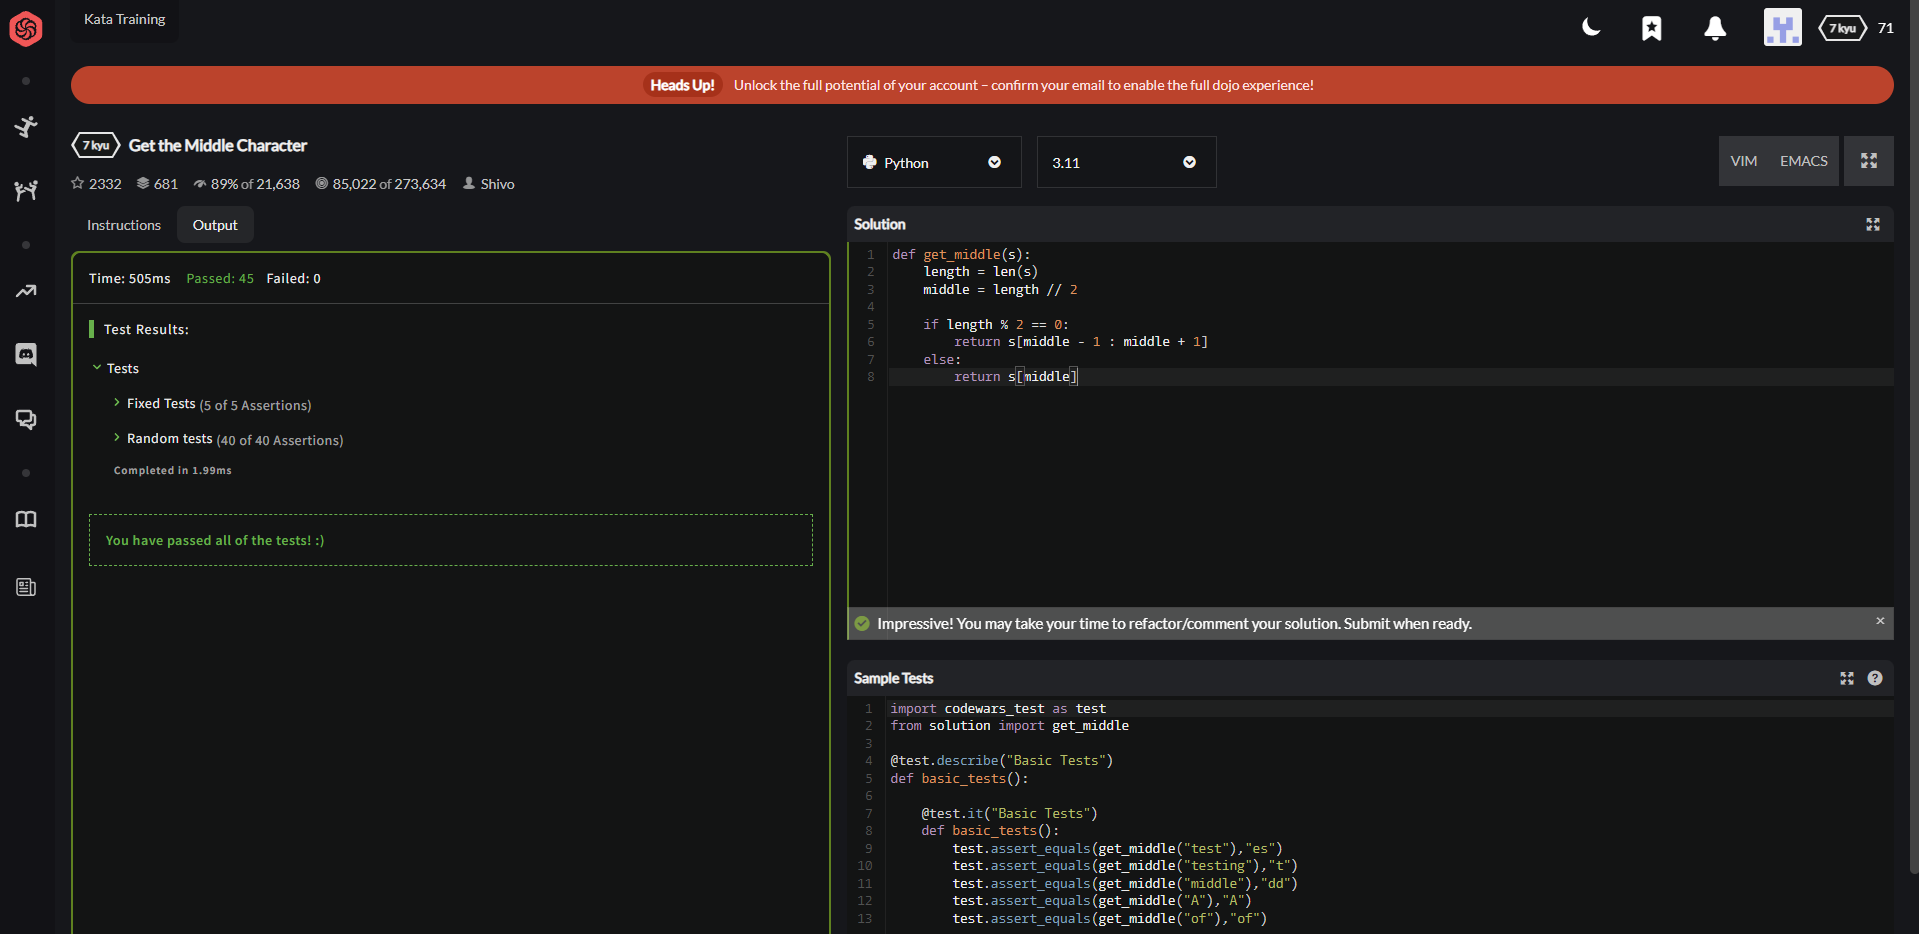 Kata Training
7 kyu 71
Heads Up! Unlock the full potential of your account – confirm your email to enable the full dojo experience!
7 kyu Get the Middle Character
2332 681 89% of 21,638 85,022 of 273,634 Shivo
Python 3.11 VIM EMACS
Instructions Output
Time: 505ms Passed: 45 Failed: 0
Test Results:
Tests
Fixed Tests (5 of 5 Assertions)
Random tests (40 of 40 Assertions)
Completed in 1.99ms
You have passed all of the tests! :)
Solution
1 def get_middle(s):
2     length = len(s)
3     middle = length // 2
4
5     if length % 2 == 0:
6         return s[middle - 1 : middle + 1]
7     else:
8         return s[middle]
Impressive! You may take your time to refactor/comment your solution. Submit when ready. ×
Sample Tests ?
1 import codewars_test as test
2 from solution import get_middle
3
4 @test.describe("Basic Tests")
5 def basic_tests():
6
7     @test.it("Basic Tests")
8     def basic_tests():
9         test.assert_equals(get_middle("test"),"es")
10         test.assert_equals(get_middle("testing"),"t")
11         test.assert_equals(get_middle("middle"),"dd")
12         test.assert_equals(get_middle("A"),"A")
13         test.assert_equals(get_middle("of"),"of")